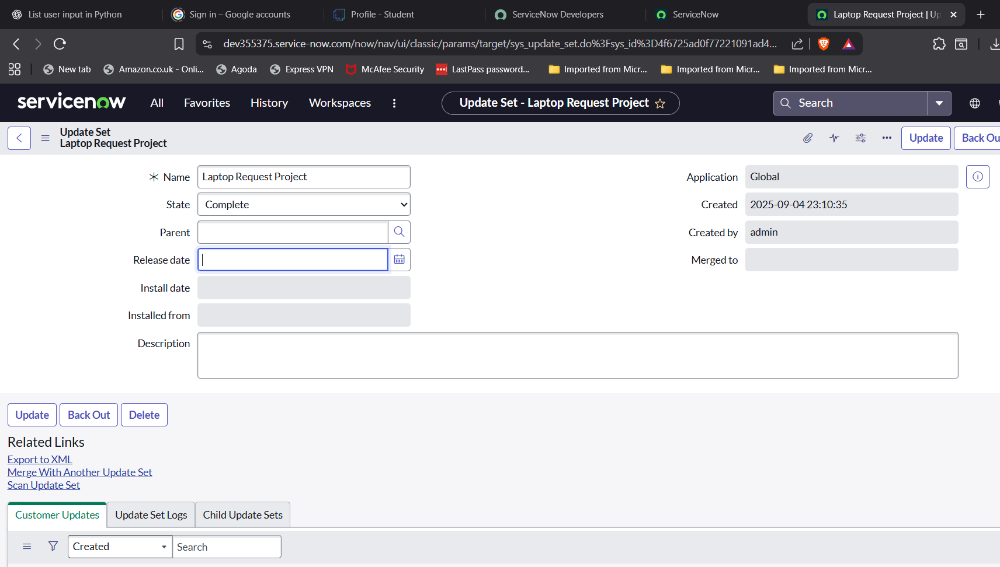 List user input in Python
Sign in – Google accounts
Profile - Student
ServiceNow Developers
ServiceNow
Laptop Request Project | Up
dev355375.service-now.com/now/nav/ui/classic/params/target/sys_update_set.do%3Fsys_id%3D4f6725ad0f77221091ad4...
New tab
Amazon.co.uk - Onli...
Agoda
Express VPN
McAfee Security
LastPass password...
Imported from Micr...
Imported from Micr...
Imported from Micr...
servicenow
All
Favorites
History
Workspaces
Update Set - Laptop Request Project
Search
Update Set
Laptop Request Project
Update
Back Ou
Name
Laptop Request Project
Application
Global
State
Complete
Created
2025-09-04 23:10:35
Parent
Created by
admin
Release date
Merged to
Install date
Installed from
Description
Update
Back Out
Delete
Related Links
Export to XML
Merge With Another Update Set
Scan Update Set
Customer Updates
Update Set Logs
Child Update Sets
Created
Search